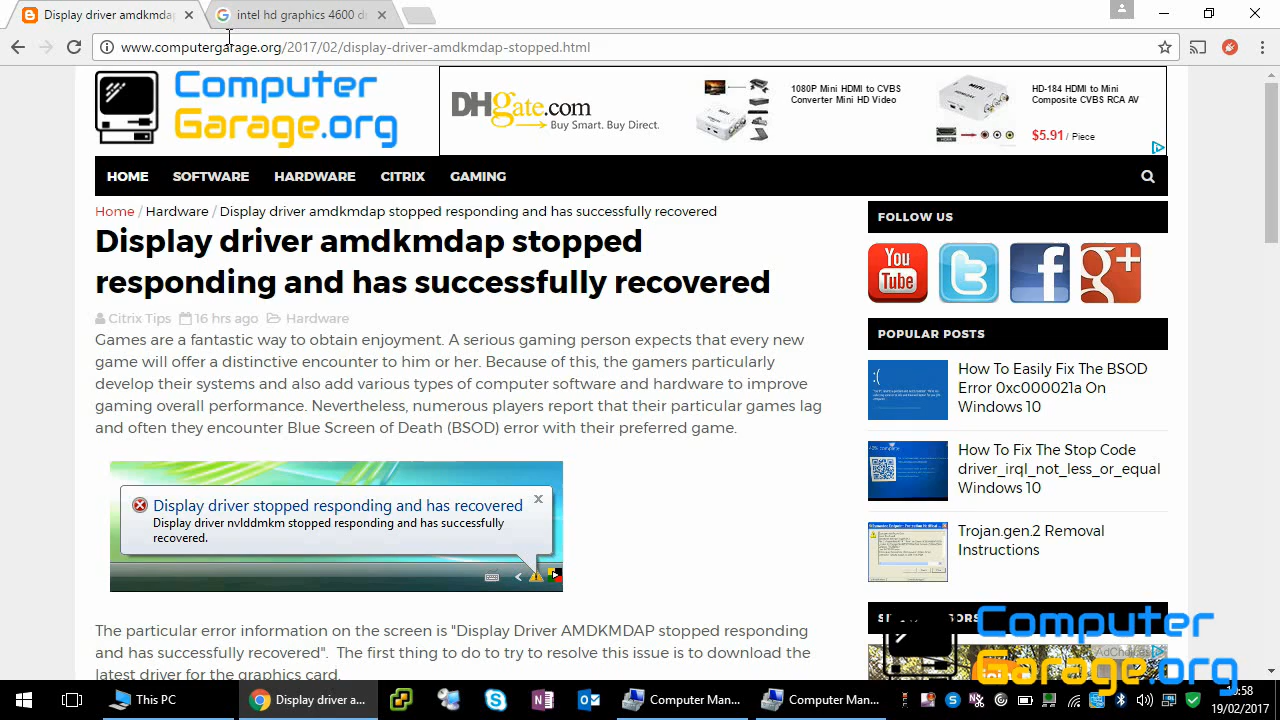 Display driver amdkmdap
intel hd graphics 4600 d
www.computergarage.org/2017/02/display-driver-amdkmdap-stopped.html
Computer
Garage.org
DHgate.com
Buy Smart. Buy Direct.
1080P Mini HDMI to CVBS
Converter Mini HD Video
HD-184 HDMI to Mini
Composite CVBS RCA AV
$5.91 / Piece
HOME SOFTWARE HARDWARE CITRIX GAMING
Home / Hardware / Display driver amdkmdap stopped responding and has successfully recovered
Display driver amdkmdap stopped
responding and has successfully recovered
Citrix Tips 16 hrs ago Hardware
Games are a fantastic way to obtain enjoyment. A serious gaming person expects that every new
game will offer a distinctive encounter to him or her. Because of this, the gamers particularly
develop their systems and also add various types of computer software and hardware to improve
gaming overall performance. Nevertheless, numerous players report that their particular games lag
and often they encounter Blue Screen of Death (BSOD) error with their preferred game.
Display driver stopped responding and has recovered
Display driver nvlddmkm stopped responding and has successfully
recovered.
The particular error information on the screen is "Display Driver AMDKMDAP stopped responding
and has successfully recovered". The first thing to do to try to resolve this issue is to download the
latest driver for the graphics card.
FOLLOW US
You
Tube
POPULAR POSTS
How To Easily Fix The BSOD
Error 0xc000021a On
Windows 10
How To Fix The Stop Code
driver_irql_not_less_or_equal
Windows 10
Trojan.gen.2 Removal
Instructions
AdChoices
Computer
Garage.org
This PC
Display driver a...
Computer Man...
Computer Man...
:58
19/02/2017